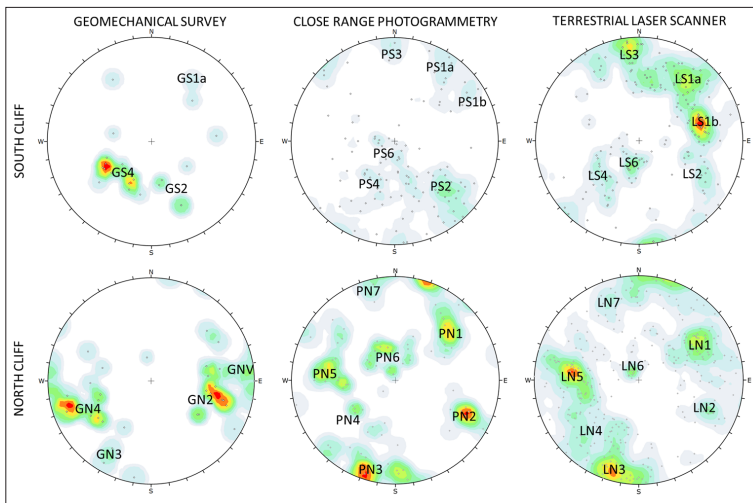 GEOMECHANICAL SURVEY CLOSE RANGE PHOTOGRAMMETRY TERRESTRIAL LASER SCANNER
SOUTH CLIFF
N
W
E
S
GS1a
GS4
GS2
N
W
E
S
PS3
PS1a
PS1b
PS6
PS4
PS2
N
W
E
S
LS3
LS1a
LS1b
LS6
LS4
LS2
NORTH CLIFF
N
W
E
S
GNV
GN2
GN4
GN3
N
W
E
S
PN7
PN1
PN6
PN5
PN4
PN2
PN3
N
W
E
S
LN7
LN1
LN6
LN5
LN2
LN4
LN3